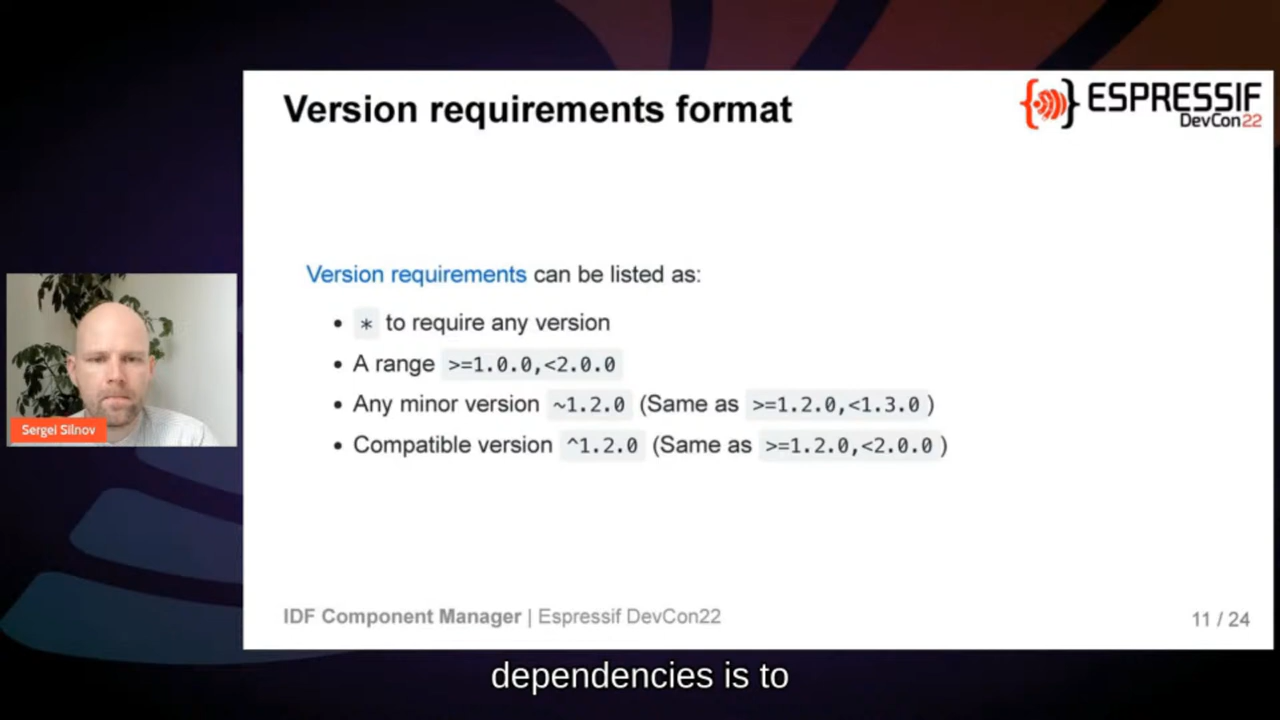 Version requirements format
ESPRESSIF
DevCon22
Version requirements can be listed as:
• * to require any version
• A range >=1.0.0,<2.0.0
• Any minor version ~1.2.0 (Same as >=1.2.0,<1.3.0 )
• Compatible version ^1.2.0 (Same as >=1.2.0,<2.0.0 )
Sergei Silnov
IDF Component Manager | Espressif DevCon22
11 / 24
dependencies is to